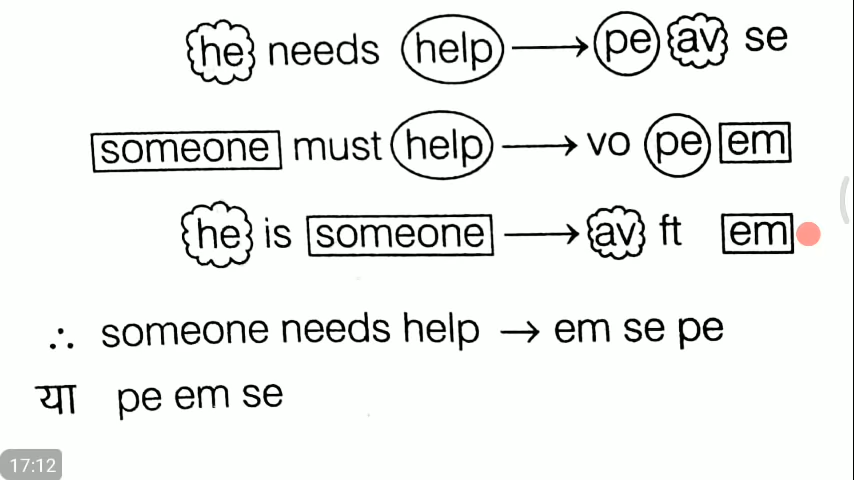 he needs help → pe av se
someone must help → vo pe em
he is someone → av ft em
∴ someone needs help → em se pe
या pe em se
17:12